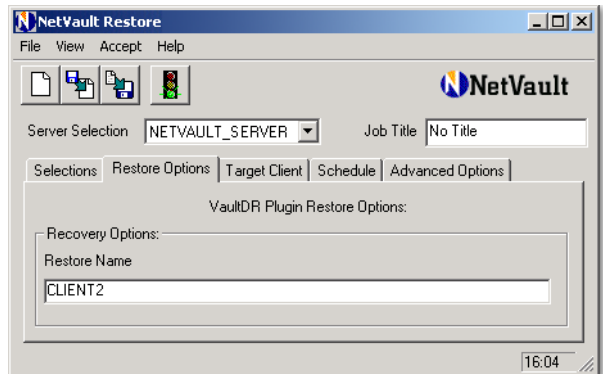 NetVault Restore
File View Accept Help
NetVault
Server Selection NETVAULT_SERVER Job Title No Title
Selections Restore Options Target Client Schedule Advanced Options
VaultDR Plugin Restore Options:
Recovery Options:
Restore Name
CLIENT2
16:04